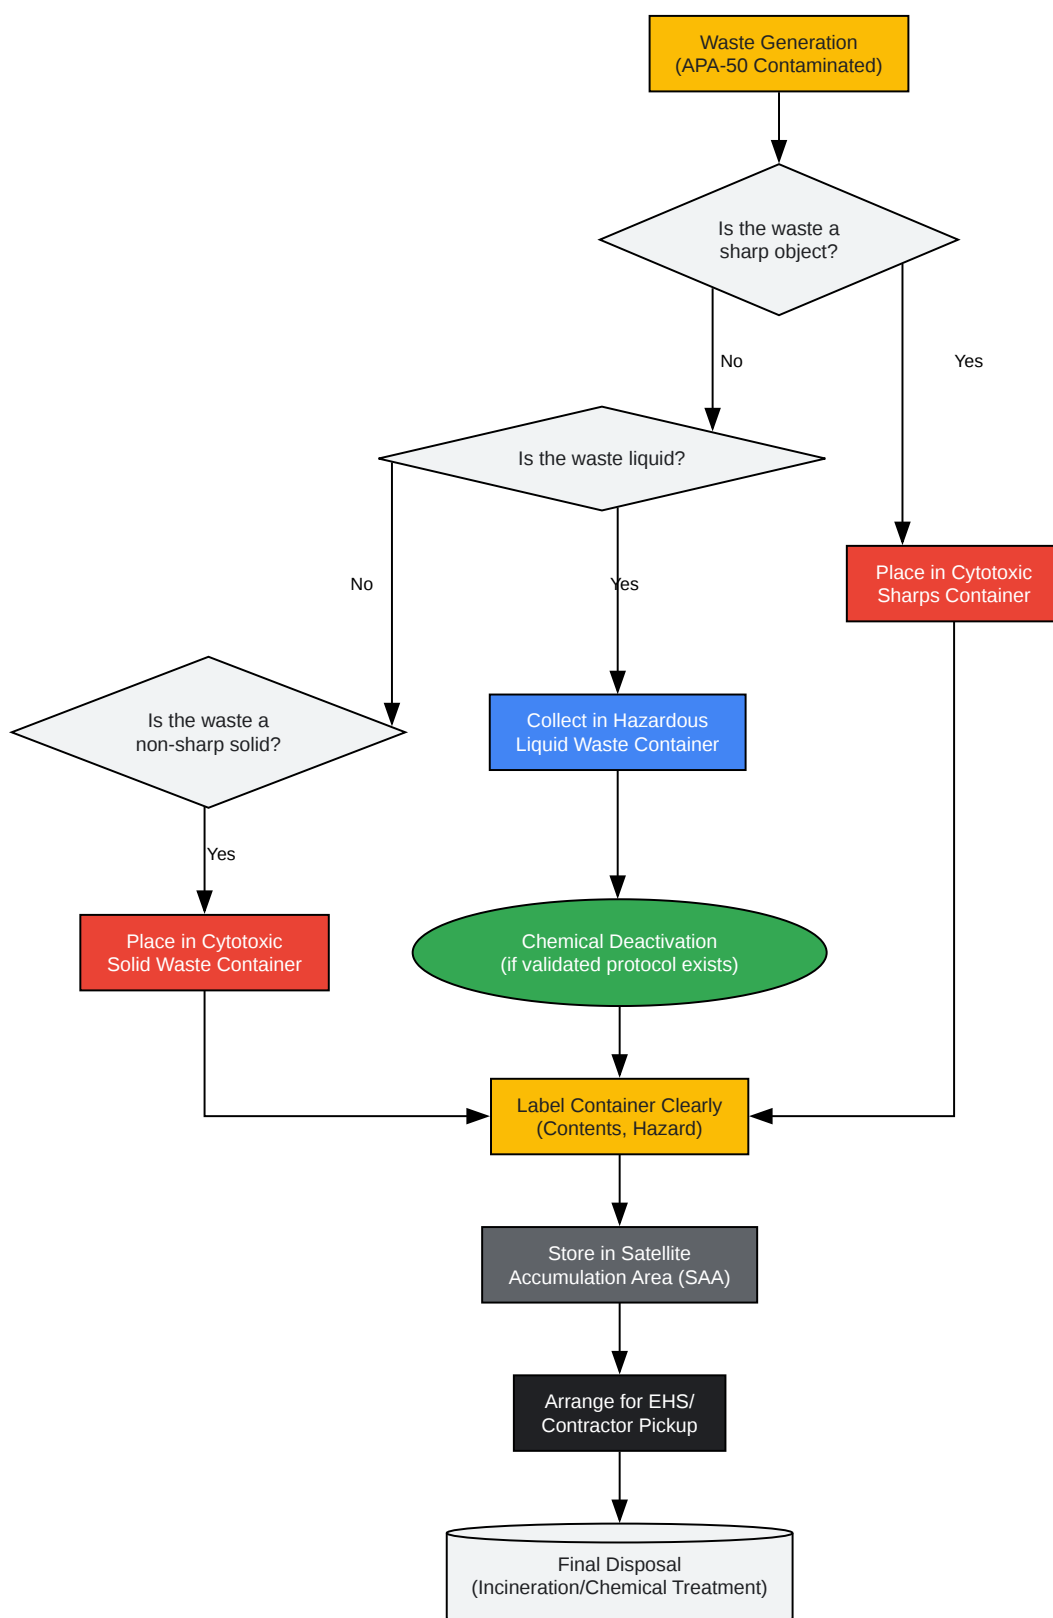 Waste Generation
(APA-50 Contaminated)
Is the waste a
sharp object?
No
Yes
Is the waste liquid?
Place in Cytotoxic
Sharps Container
No
Yes
Is the waste a
non-sharp solid?
Collect in Hazardous
Liquid Waste Container
Yes
Place in Cytotoxic
Solid Waste Container
Chemical Deactivation
(if validated protocol exists)
Label Container Clearly
(Contents, Hazard)
Store in Satellite
Accumulation Area (SAA)
Arrange for EHS/
Contractor Pickup
Final Disposal
(Incineration/Chemical Treatment)